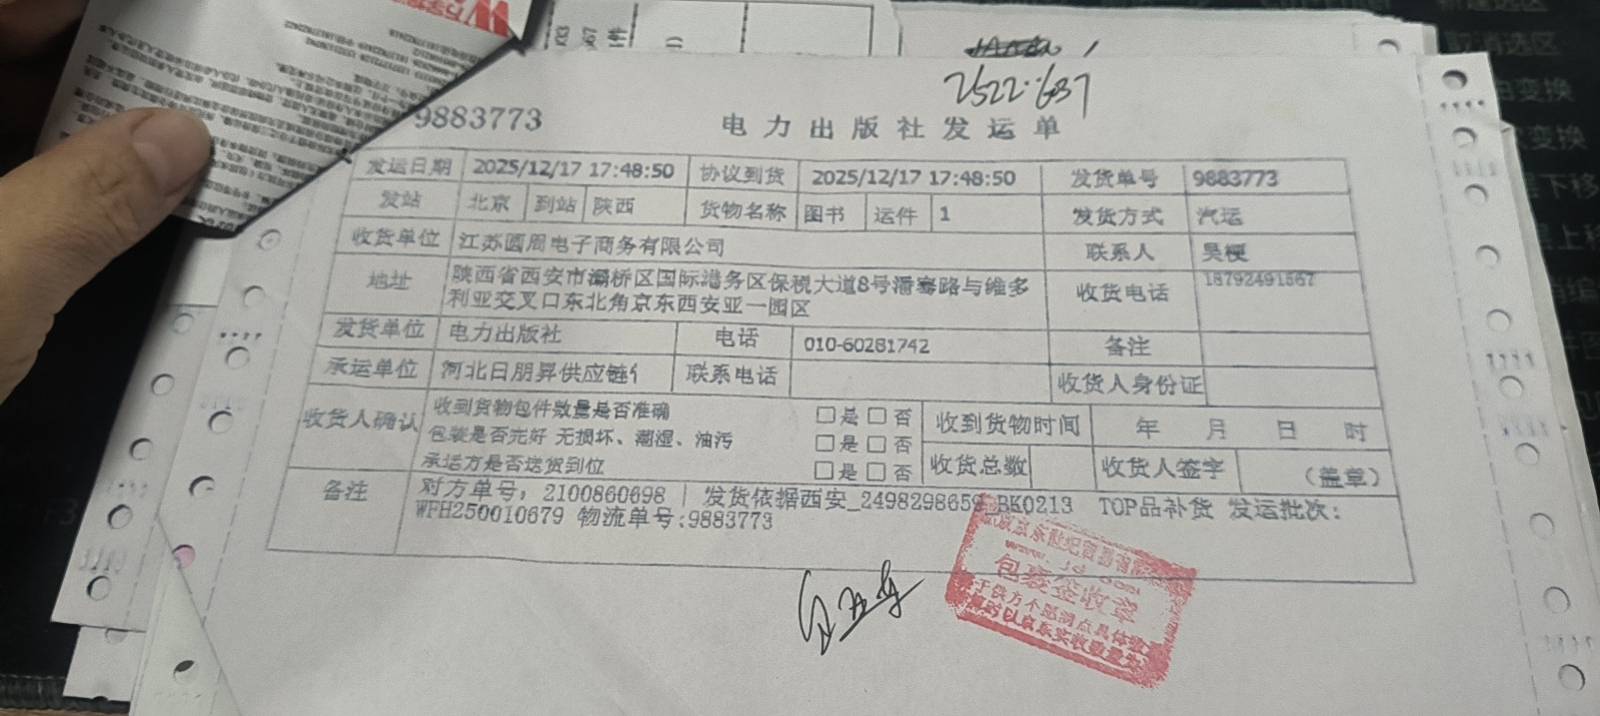 2522·637
9883773 电力出版社发运单
发运日期 2025/12/17 17:48:50 协议到货 2025/12/17 17:48:50 发货单号 9883773
发站 北京 到站 陕西 货物名称 图书 运件 1 发货方式 汽运
收货单位 江苏圆周电子商务有限公司 联系人 吴梗
地址 陕西省西安市灞桥区国际港务区保税大道8号潘骞路与维多
利亚交叉口东北角京东西安亚一园区 收货电话 18792491567
发货单位 电力出版社 电话 010-60281742 备注
承运单位 河北日朋昇供应链 联系电话 收货人身份证
收货人确认 收到货物包件数量是否准确 □是□否 收到货物时间 年 月 日 时
包装是否完好 无损坏、潮湿、油污 □是□否
承运方是否送货到位 □是□否 收货总数 收货人签字 (盖章)
备注 对方单号, 2100860698 | 发货依据西安_2498298659_BK0213 TOP品补货 发运批次:
WFH250010679 物流单号:9883773
包裹签收章